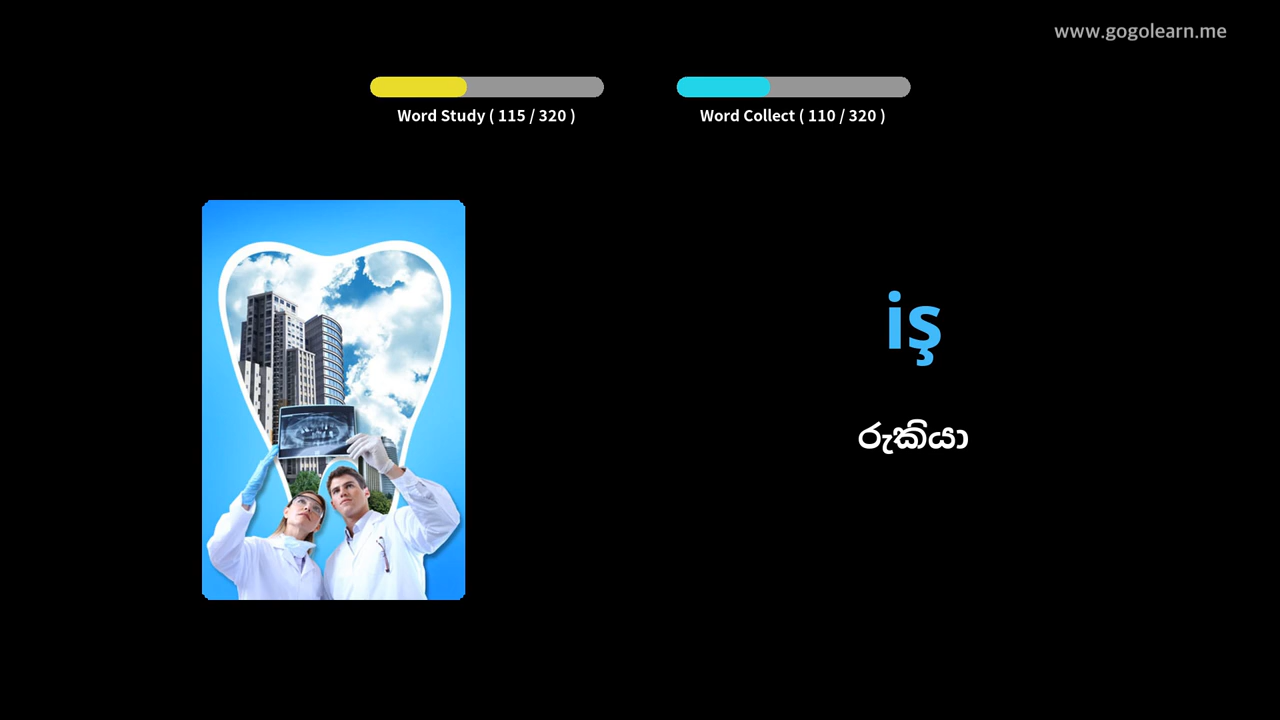 www.gogolearn.me
Word Study ( 115 / 320 )
Word Collect ( 110 / 320 )
iş
රුකියා